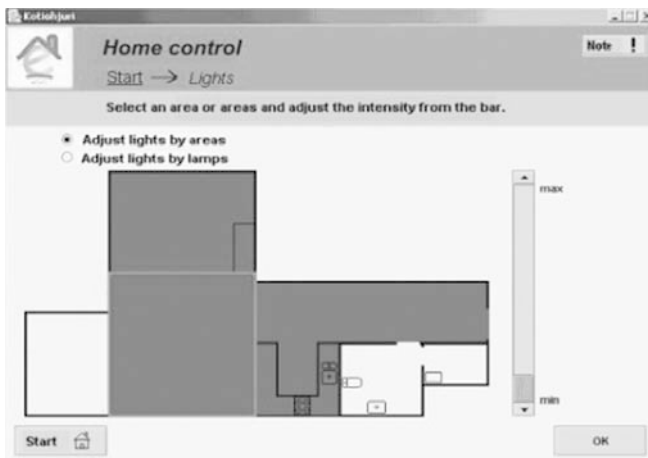 Kotiohjuri
Home control
Note !
Start → Lights
Select an area or areas and adjust the intensity from the bar.
Adjust lights by areas
Adjust lights by lamps
max
min
Start
OK